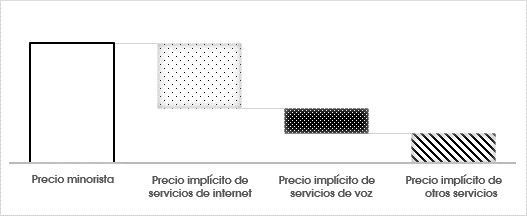 Precio minorista
Precio implícito de
servicios de internet
Precio implícito de
servicios de voz
Precio implícito de
otros servicios